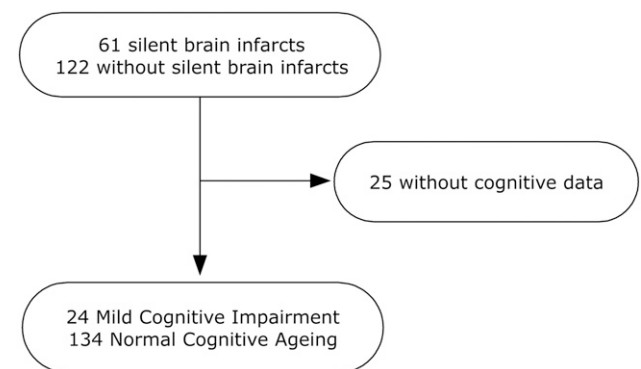 61 silent brain infarcts
122 without silent brain infarcts
25 without cognitive data
24 Mild Cognitive Impairment
134 Normal Cognitive Ageing